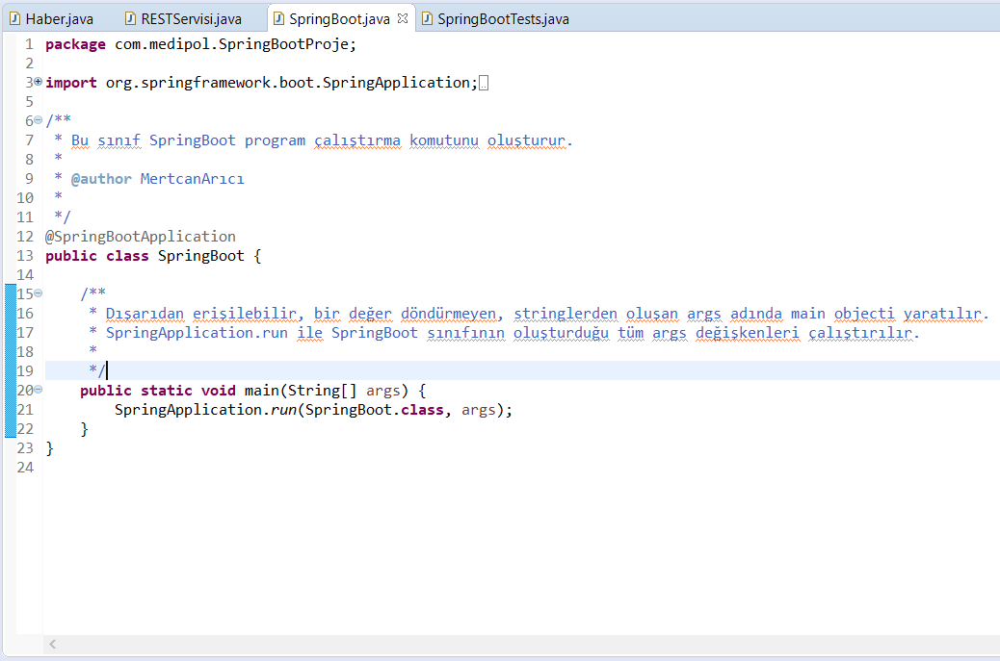 Haber.java RESTServisi.java SpringBoot.java SpringBootTests.java
1 package com.medipol.SpringBootProje;
2
3 import org.springframework.boot.SpringApplication;
5
6 /**
7 * Bu sınıf SpringBoot program çalıştırma komutunu oluşturur.
8 *
9 * @author MertcanArıcı
10 *
11 */
12 @SpringBootApplication
13 public class SpringBoot {
14
15 /**
16 * Dışarıdan erişilebilir, bir değer döndürmeyen, stringlerden oluşan args adında main objecti yaratılır.
17 * SpringApplication.run ile SpringBoot sınıfının oluşturduğu tüm args değişkenleri çalıştırılır.
18 *
19 */
20 public static void main(String[] args) {
21 SpringApplication.run(SpringBoot.class, args);
22 }
23 }
24